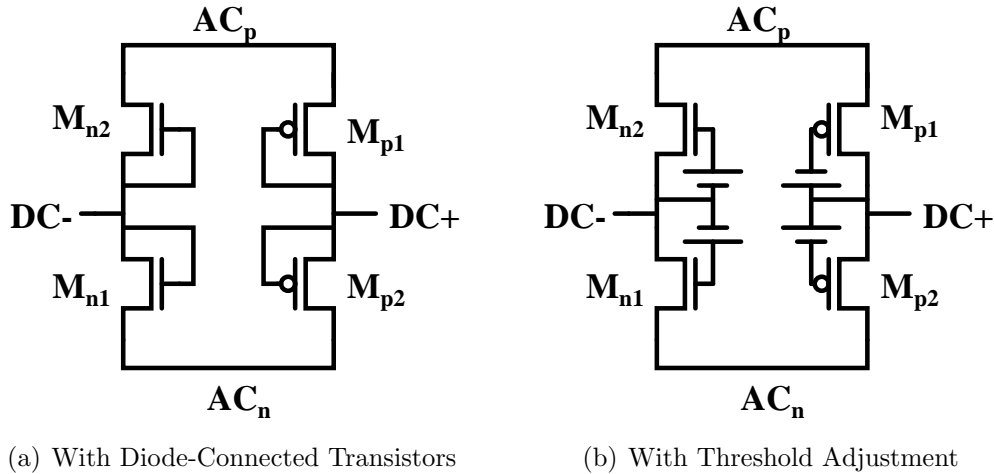 ACp
Mn2
Mp1
DC-
DC+
Mn1
Mp2
ACn
(a) With Diode-Connected Transistors
ACp
Mn2
Mp1
DC-
DC+
Mn1
Mp2
ACn
(b) With Threshold Adjustment